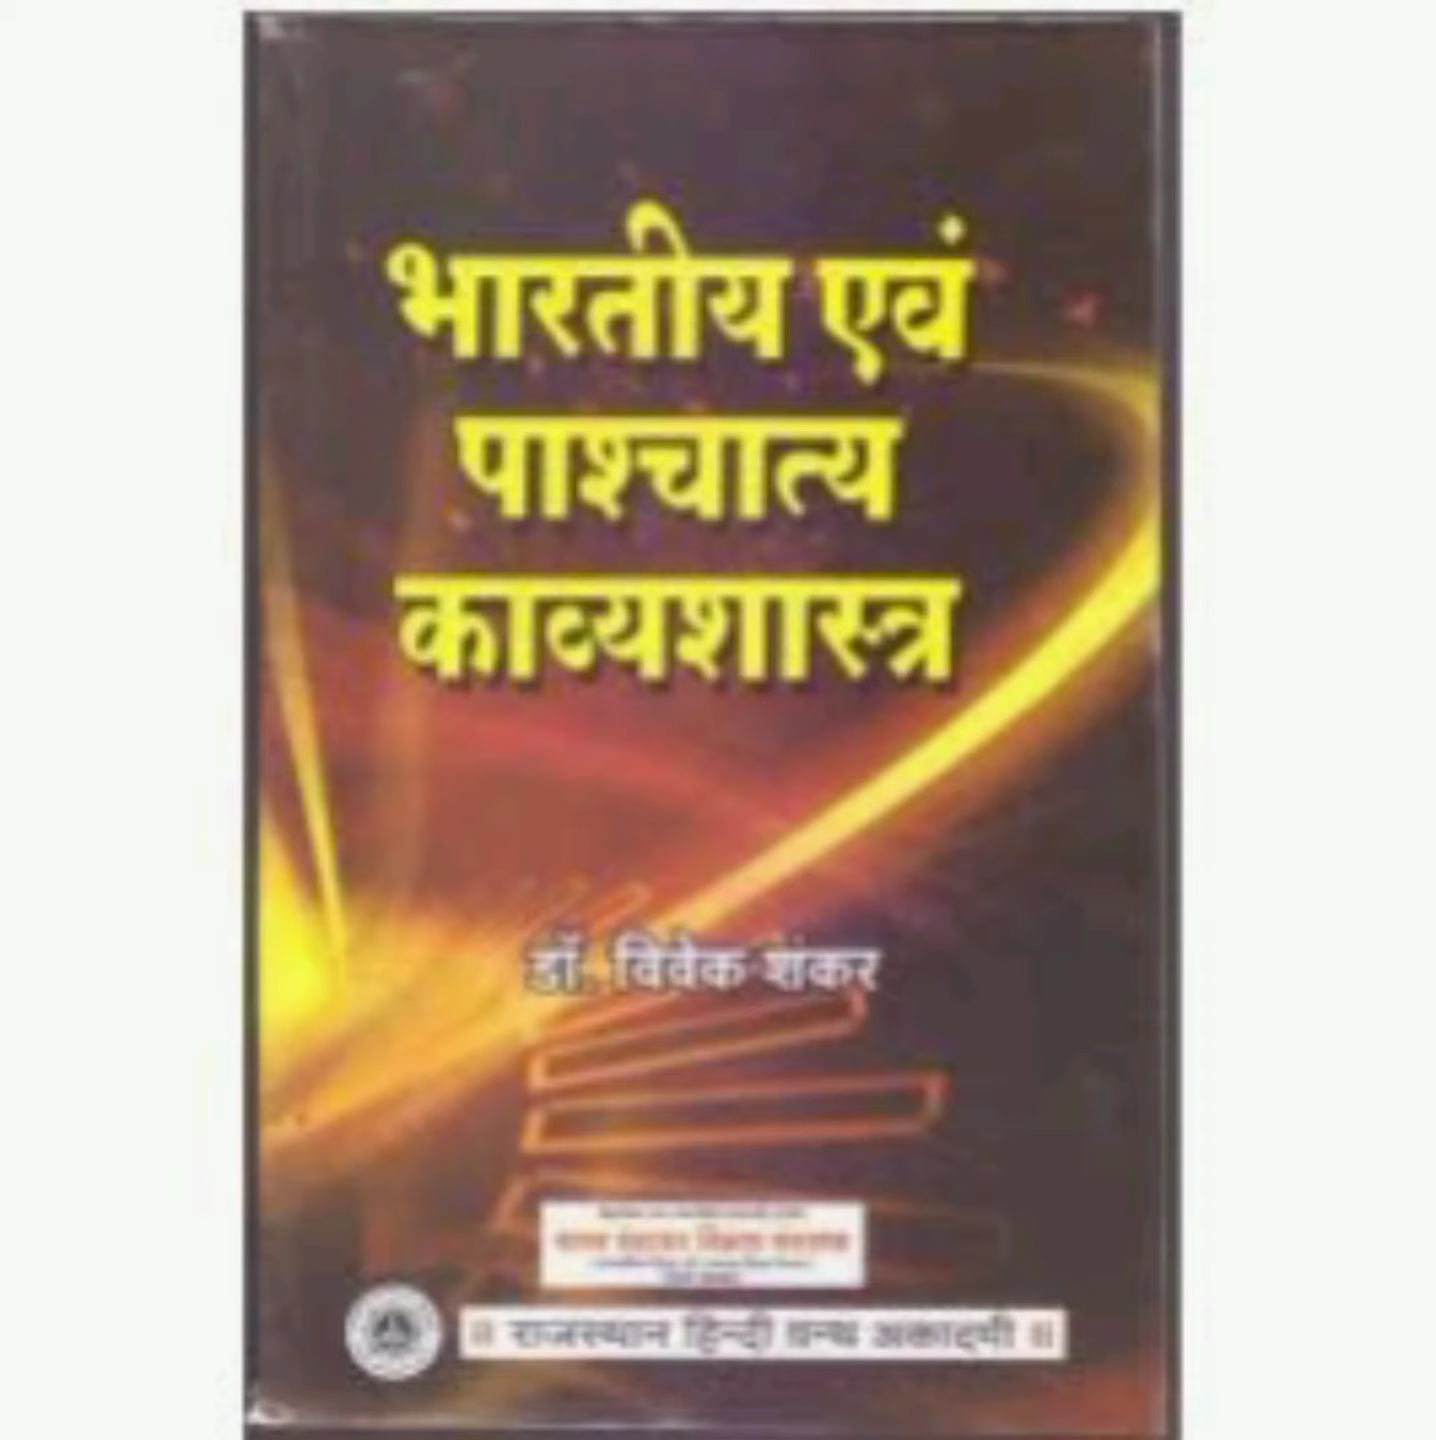 भारतीय एवं
पाश्चात्य
काव्यशास्त्र
डॉ. विवेक शंकर
राजस्थान हिन्दी ग्रन्थ अकादमी